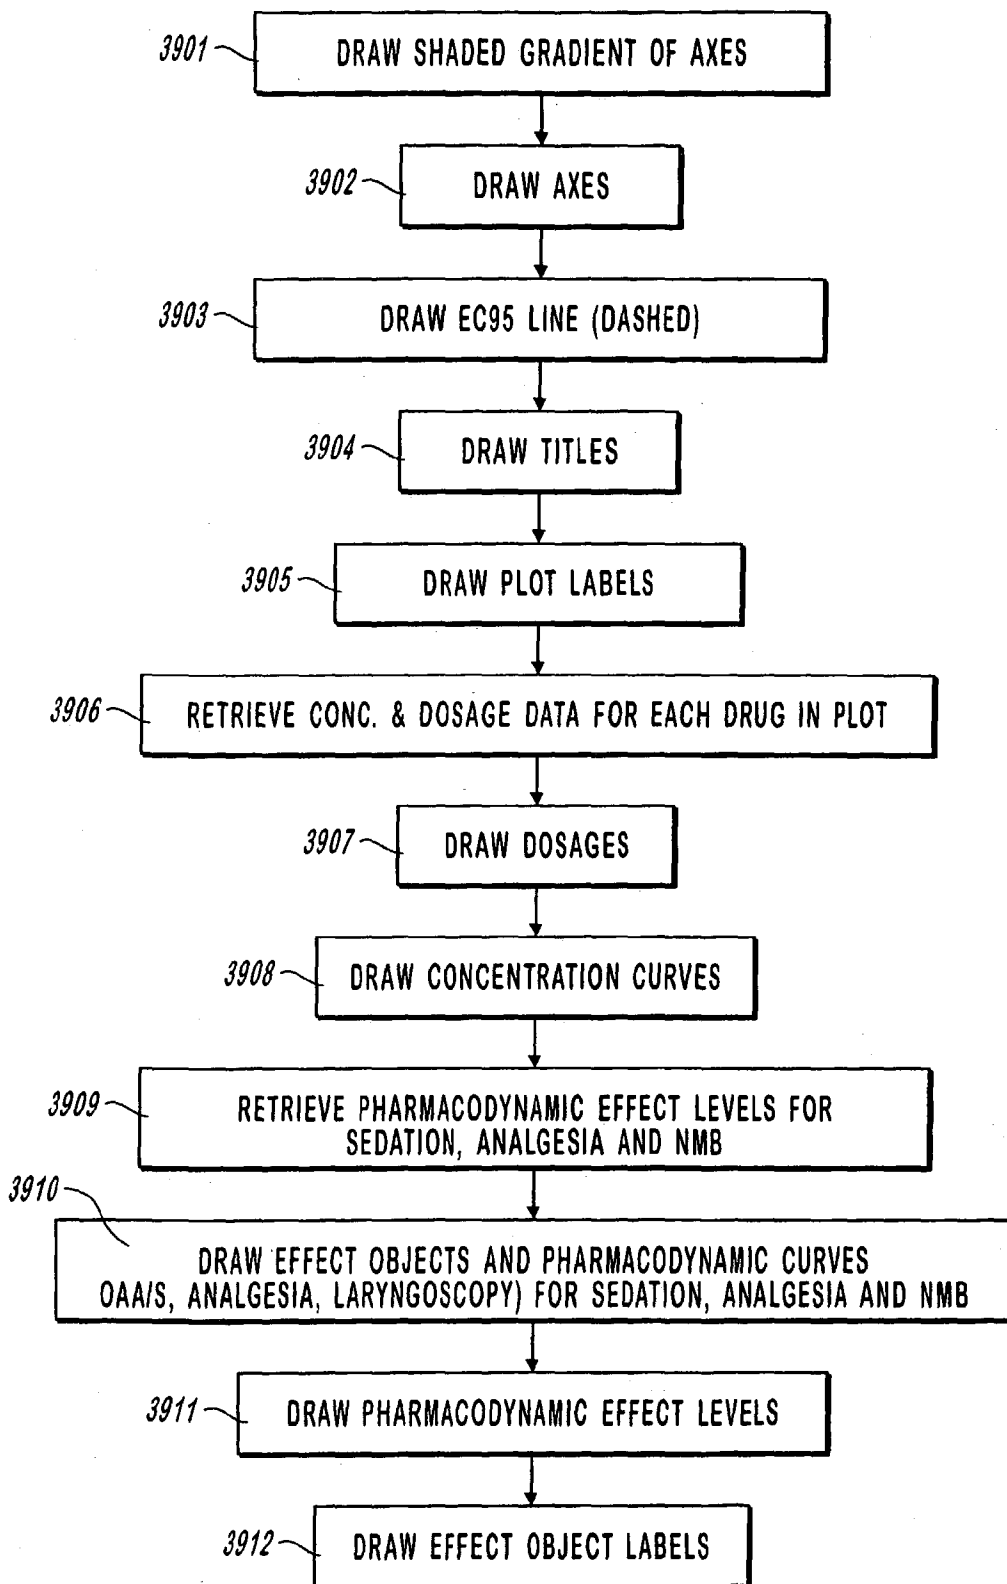 3901
DRAW SHADED GRADIENT OF AXES
3902
DRAW AXES
3903
DRAW EC95 LINE (DASHED)
3904
DRAW TITLES
3905
DRAW PLOT LABELS
3906
RETRIEVE CONC. & DOSAGE DATA FOR EACH DRUG IN PLOT
3907
DRAW DOSAGES
3908
DRAW CONCENTRATION CURVES
3909
RETRIEVE PHARMACODYNAMIC EFFECT LEVELS FOR
SEDATION, ANALGESIA AND NMB
3910
DRAW EFFECT OBJECTS AND PHARMACODYNAMIC CURVES
OAA/S, ANALGESIA, LARYNGOSCOPY) FOR SEDATION, ANALGESIA AND NMB
3911
DRAW PHARMACODYNAMIC EFFECT LEVELS
3912
DRAW EFFECT OBJECT LABELS